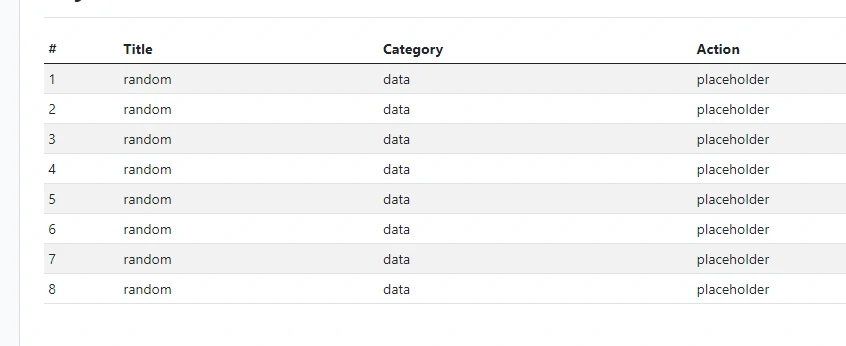 # Title Category Action
1 random data placeholder
2 random data placeholder
3 random data placeholder
4 random data placeholder
5 random data placeholder
6 random data placeholder
7 random data placeholder
8 random data placeholder